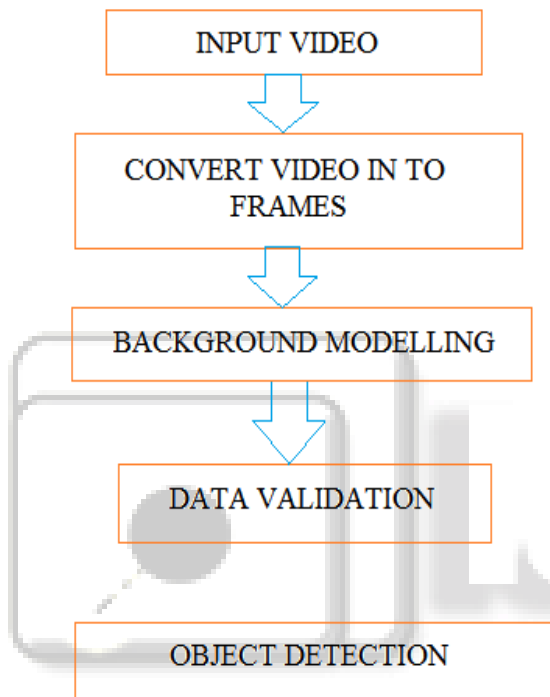 INPUT VIDEO
CONVERT VIDEO IN TO
FRAMES
BACKGROUND MODELLING
DATA VALIDATION
OBJECT DETECTION